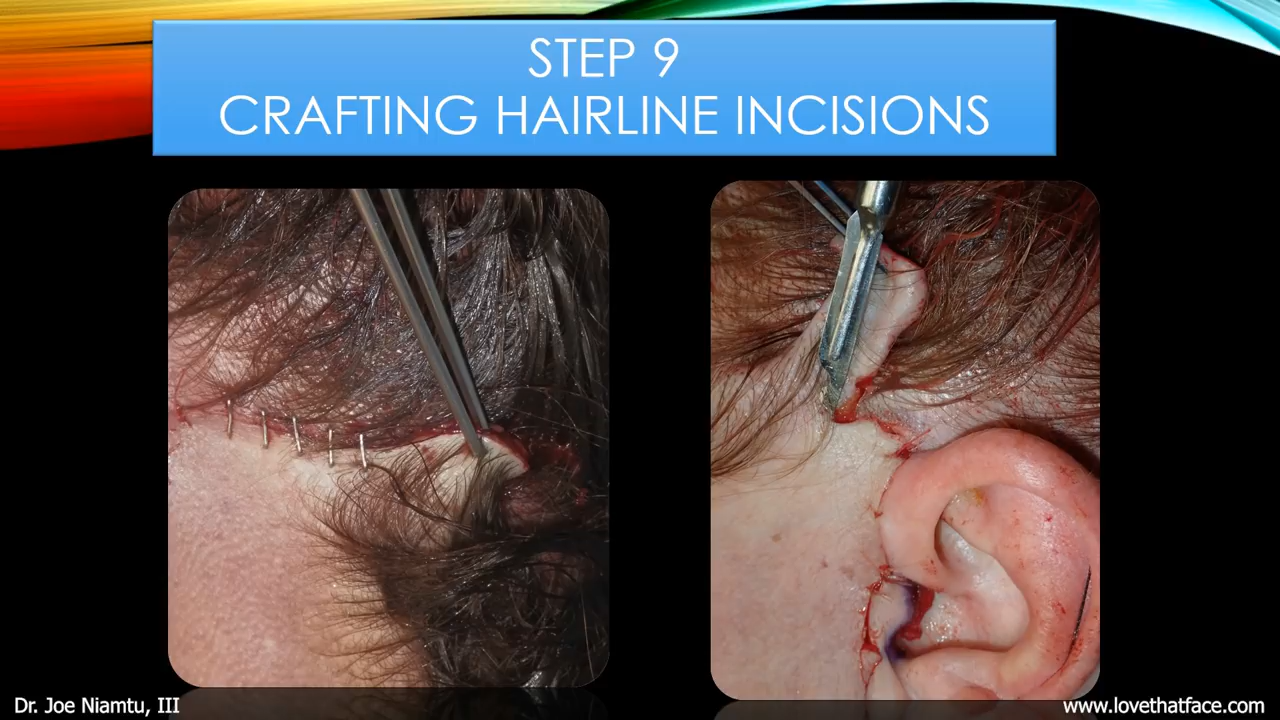 STEP 9
CRAFTING HAIRLINE INCISIONS
Dr. Joe Niamtu, III
www.lovethatface.com